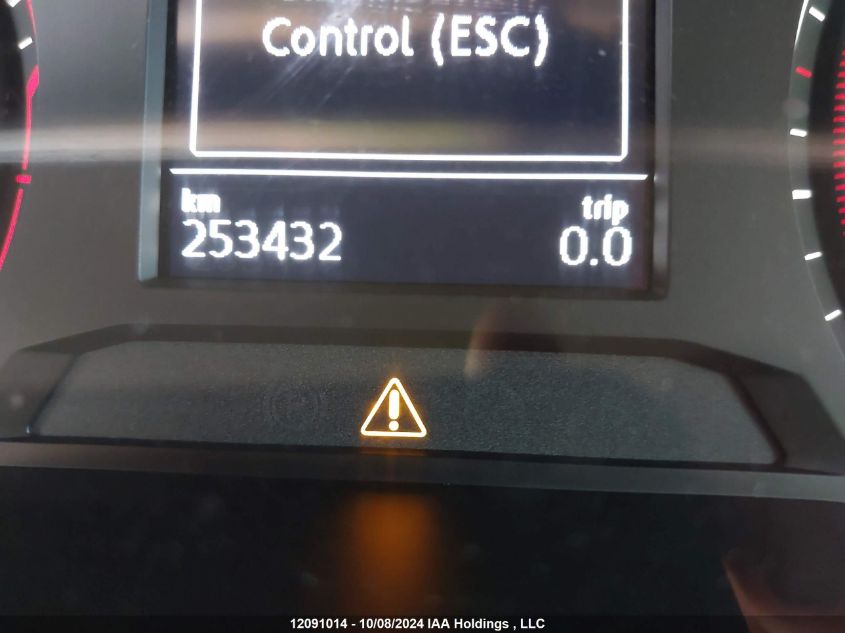 Control (ESC)
km
trip
253432
0.0
12091014 - 10/08/2024 IAA Holdings , LLC